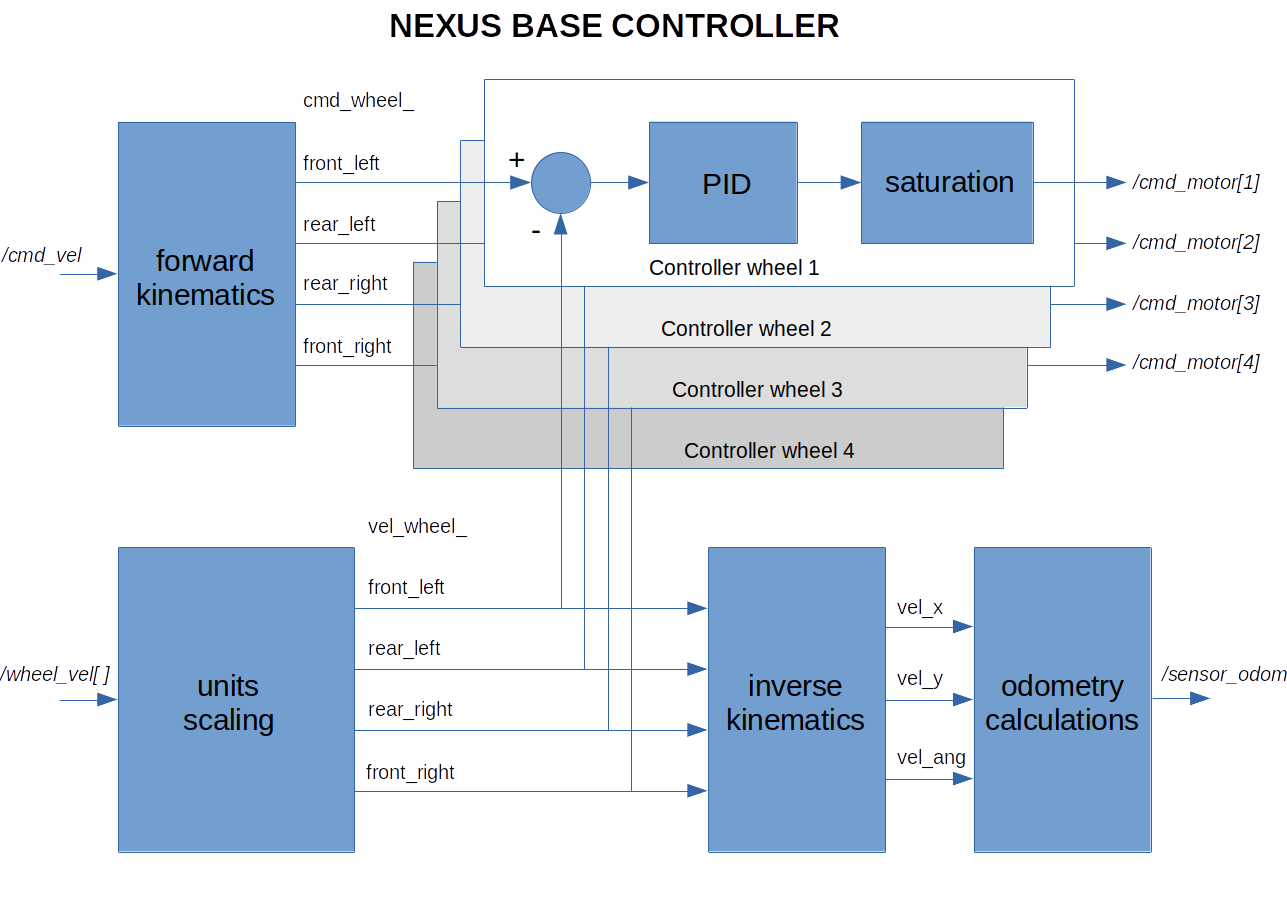 NEXUS BASE CONTROLLER
cmd_wheel_
front_left
rear_left
rear_right
front_right
/cmd_vel
forward
kinematics
+
-
PID
saturation
Controller wheel 1
Controller wheel 2
Controller wheel 3
Controller wheel 4
/cmd_motor[1]
/cmd_motor[2]
/cmd_motor[3]
/cmd_motor[4]
vel_wheel_
front_left
rear_left
rear_right
front_right
/wheel_vel[ ]
units
scaling
inverse
kinematics
vel_x
vel_y
vel_ang
odometry
calculations
/sensor_odom